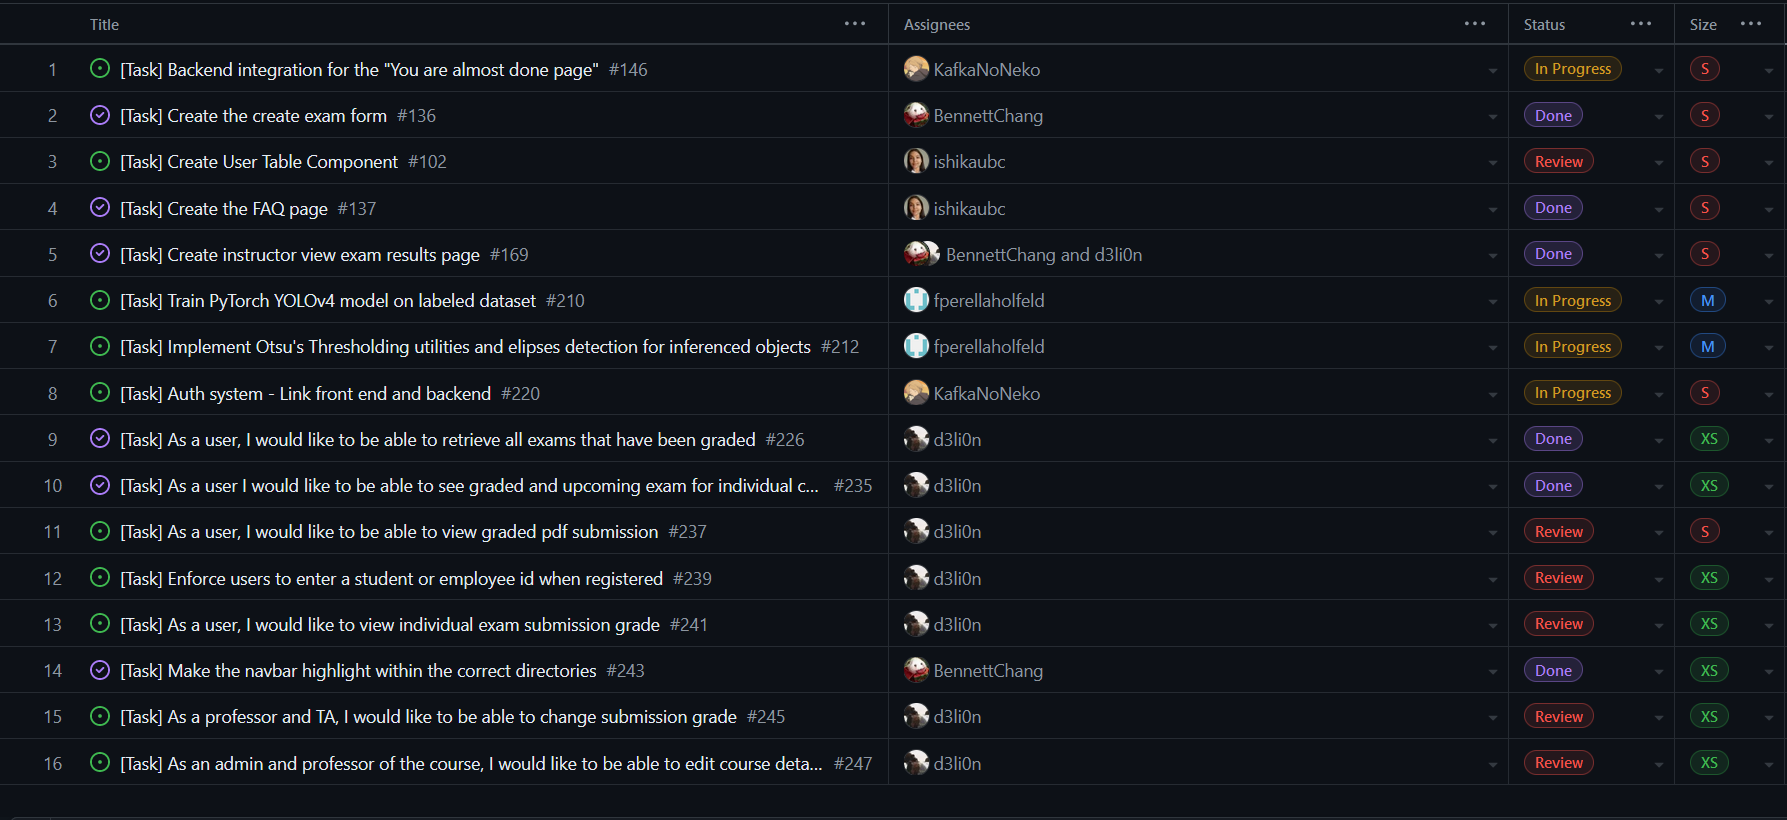 Title Assignees Status Size
1 [Task] Backend integration for the "You are almost done page" #146 KafkaNoNeko In Progress S
2 [Task] Create the create exam form #136 BennettChang Done S
3 [Task] Create User Table Component #102 ishikaubc Review S
4 [Task] Create the FAQ page #137 ishikaubc Done S
5 [Task] Create instructor view exam results page #169 BennettChang and d3li0n Done S
6 [Task] Train PyTorch YOLOv4 model on labeled dataset #210 fperellaholfeld In Progress M
7 [Task] Implement Otsu's Thresholding utilities and elipses detection for inferenced objects #212 fperellaholfeld In Progress M
8 [Task] Auth system - Link front end and backend #220 KafkaNoNeko In Progress S
9 [Task] As a user, I would like to be able to retrieve all exams that have been graded #226 d3li0n Done XS
10 [Task] As a user I would like to be able to see graded and upcoming exam for individual c... #235 d3li0n Done XS
11 [Task] As a user, I would like to be able to view graded pdf submission #237 d3li0n Review S
12 [Task] Enforce users to enter a student or employee id when registered #239 d3li0n Review XS
13 [Task] As a user, I would like to view individual exam submission grade #241 d3li0n Review XS
14 [Task] Make the navbar highlight within the correct directories #243 BennettChang Done XS
15 [Task] As a professor and TA, I would like to be able to change submission grade #245 d3li0n Review XS
16 [Task] As an admin and professor of the course, I would like to be able to edit course deta... #247 d3li0n Review XS